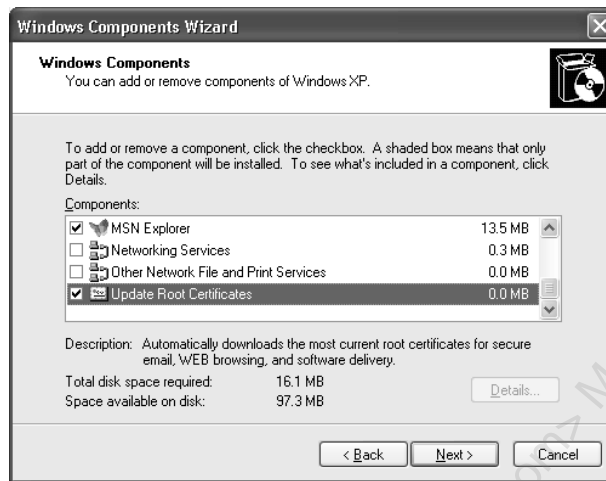 Windows Components Wizard
Windows Components
You can add or remove components of Windows XP.
To add or remove a component, click the checkbox. A shaded box means that only
part of the component will be installed. To see what's included in a component, click
Details.
Components:
MSN Explorer 13.5 MB
Networking Services 0.3 MB
Other Network File and Print Services 0.0 MB
Update Root Certificates 0.0 MB
Description: Automatically downloads the most current root certificates for secure
email, WEB browsing, and software delivery.
Total disk space required: 16.1 MB
Space available on disk: 97.3 MB
Details...
< Back Next > Cancel